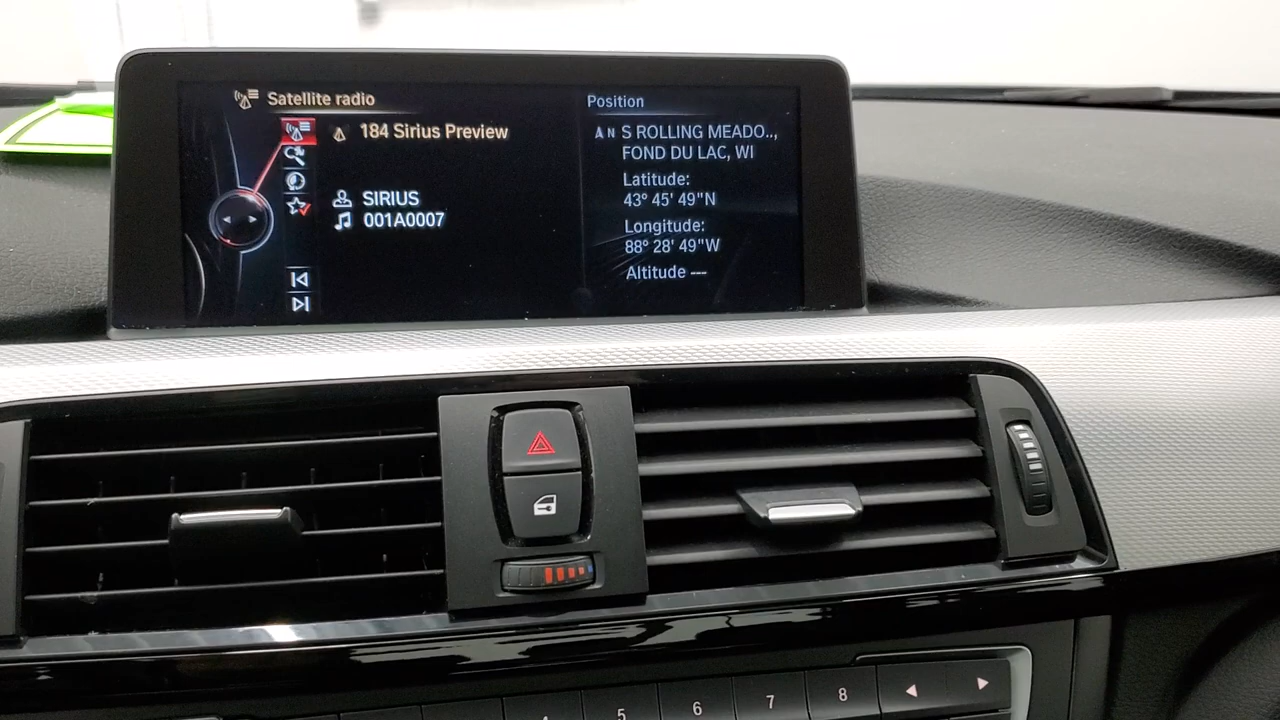 Satellite radio
184 Sirius Preview
SIRIUS
001A0007
Position
N S ROLLING MEADO..,
FOND DU LAC, WI
Latitude:
43° 45' 49"N
Longitude:
88° 28' 49"W
Altitude ---
5 6 7 8